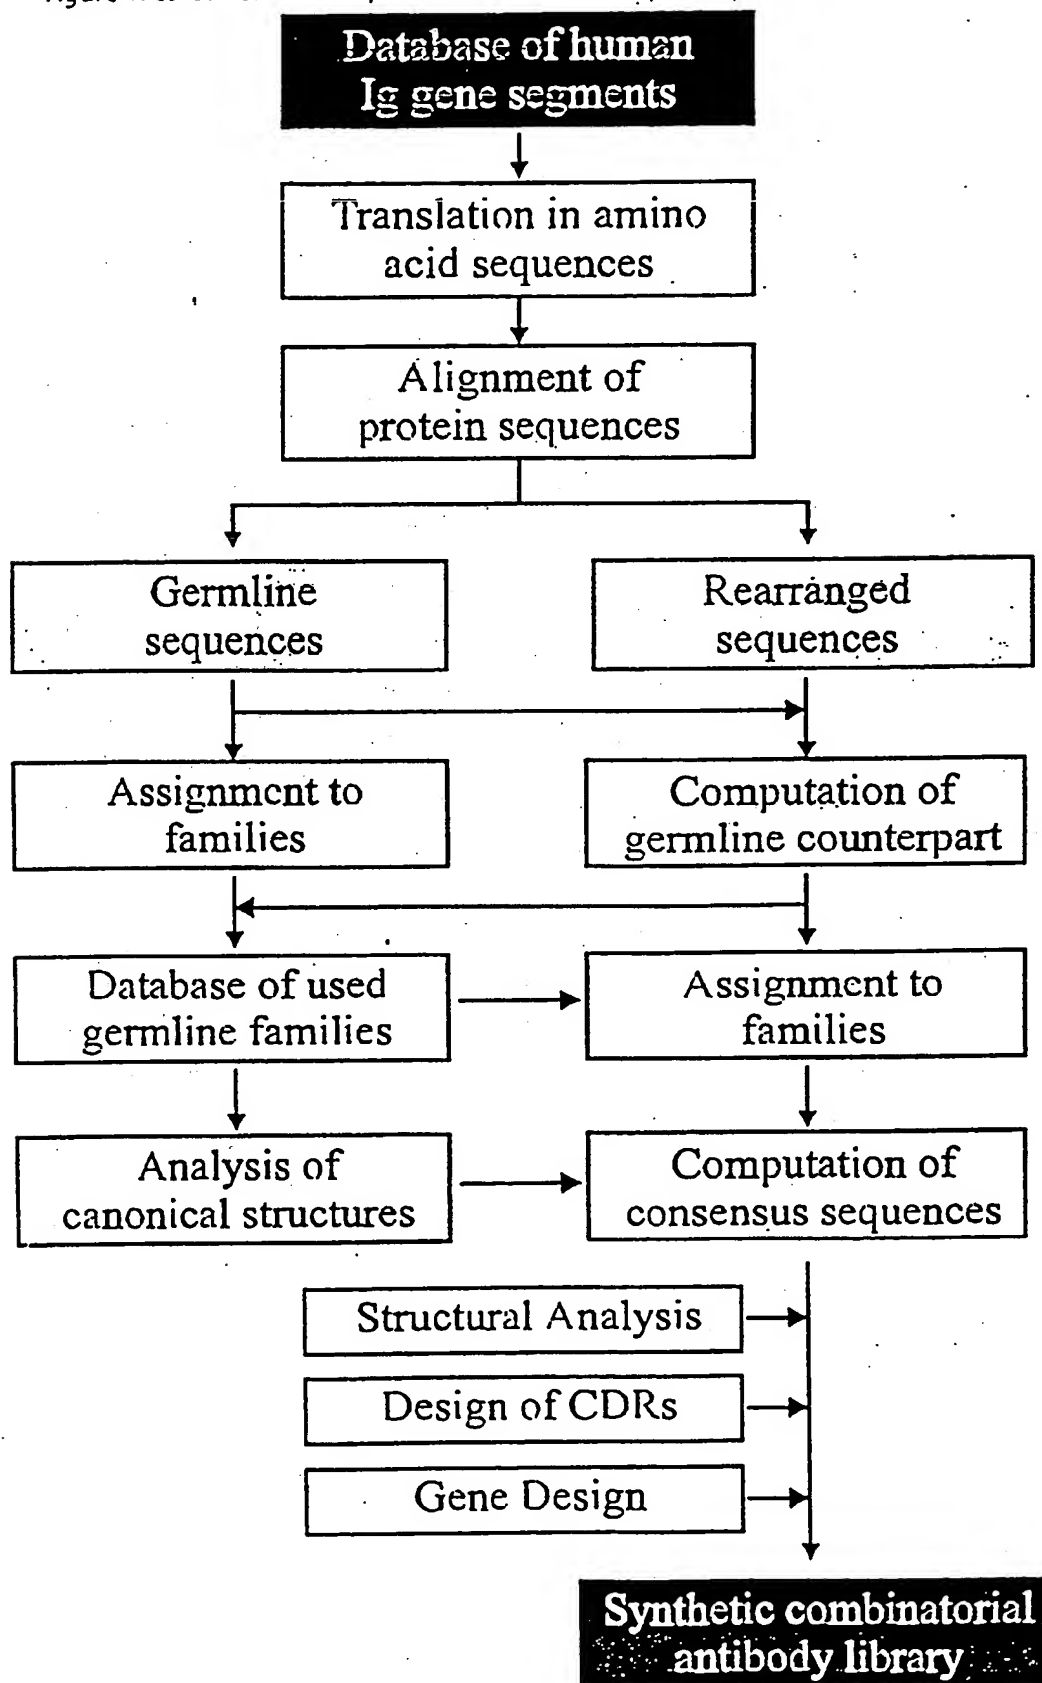 Database of human
Ig gene segments
Translation in amino
acid sequences
Alignment of
protein sequences
Germline
sequences
Rearranged
sequences
Assignment to
families
Computation of
germline counterpart
Database of used
germline families
Assignment to
families
Analysis of
canonical structures
Computation of
consensus sequences
Structural Analysis
Design of CDRs
Gene Design
Synthetic combinatorial
antibody library